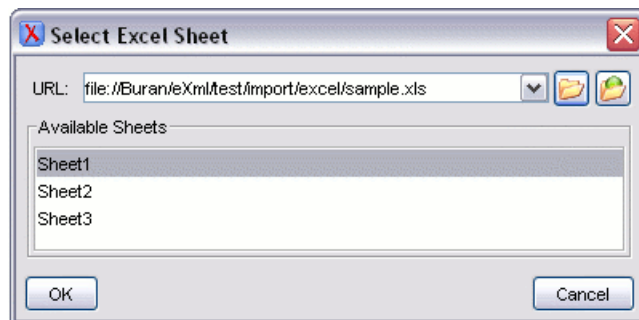 Select Excel Sheet
URL: file://Buran/eXml/test/import/excel/sample.xls
Available Sheets
Sheet1
Sheet2
Sheet3
OK Cancel